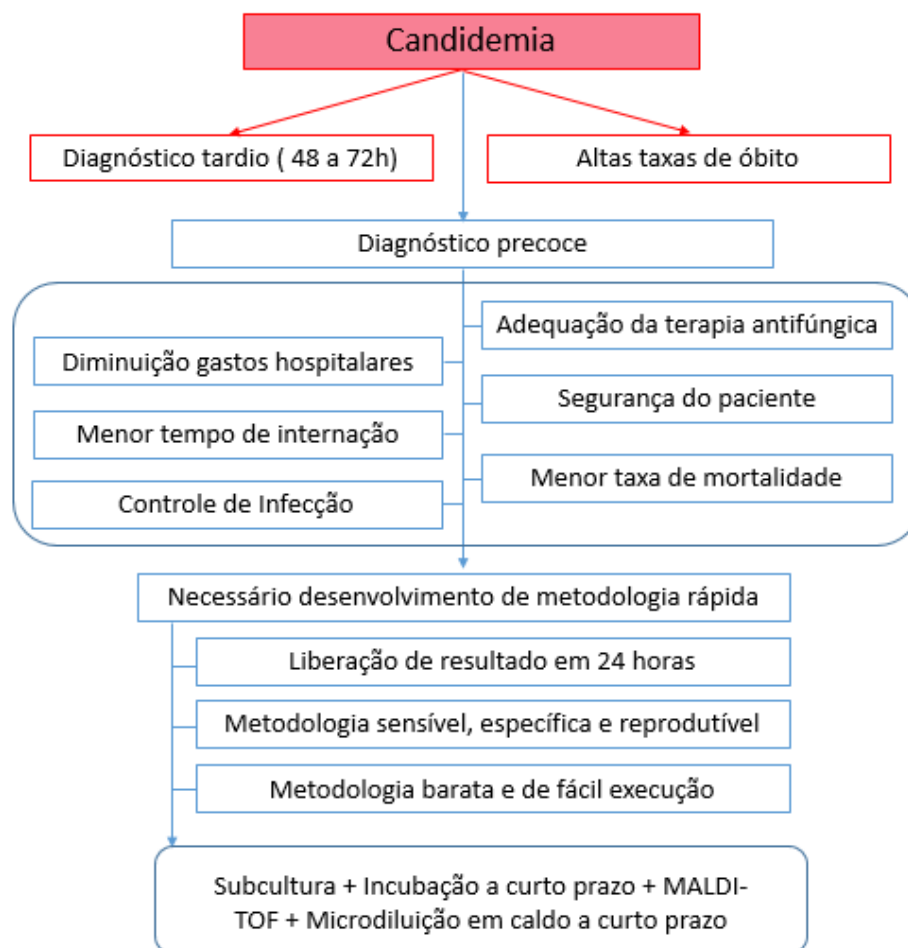 Candidemia
Diagnóstico tardio ( 48 a 72h)
Altas taxas de óbito
Diagnóstico precoce
Adequação da terapia antifúngica
Diminuição gastos hospitalares
Segurança do paciente
Menor tempo de internação
Menor taxa de mortalidade
Controle de Infecção
Necessário desenvolvimento de metodologia rápida
Liberação de resultado em 24 horas
Metodologia sensível, específica e reprodutível
Metodologia barata e de fácil execução
Subcultura + Incubação a curto prazo + MALDI-
TOF + Microdiluição em caldo a curto prazo